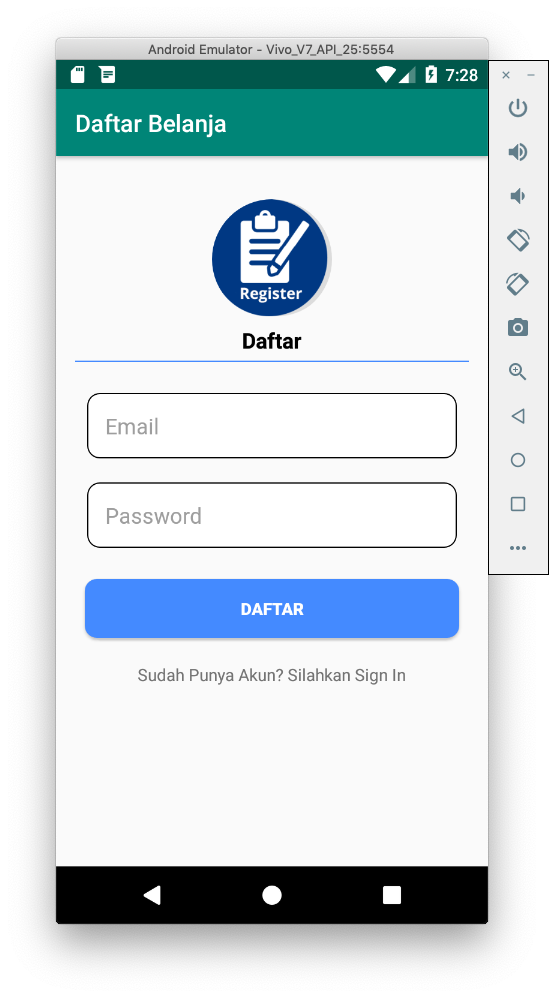 Android Emulator - Vivo_V7_API_25:5554
7:28
Daftar Belanja
Register
Daftar
Email
Password
DAFTAR
Sudah Punya Akun? Silahkan Sign In